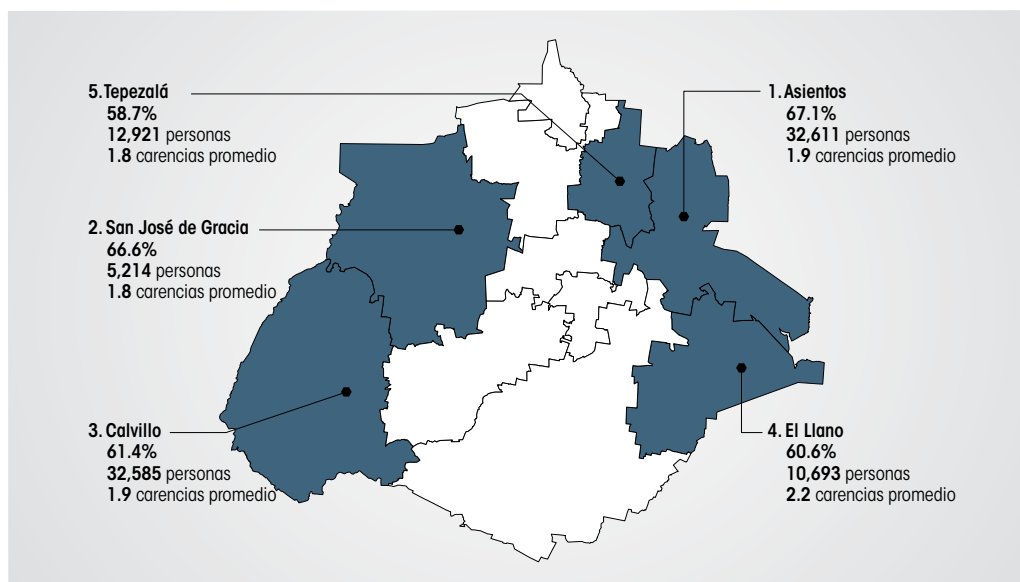 5. Tepezalá
58.7%
12,921 personas
1.8 carencias promedio
1. Asientos
67.1%
32,611 personas
1.9 carencias promedio
2. San José de Gracia
66.6%
5,214 personas
1.8 carencias promedio
3. Calvillo
61.4%
32,585 personas
1.9 carencias promedio
4. El Llano
60.6%
10,693 personas
2.2 carencias promedio